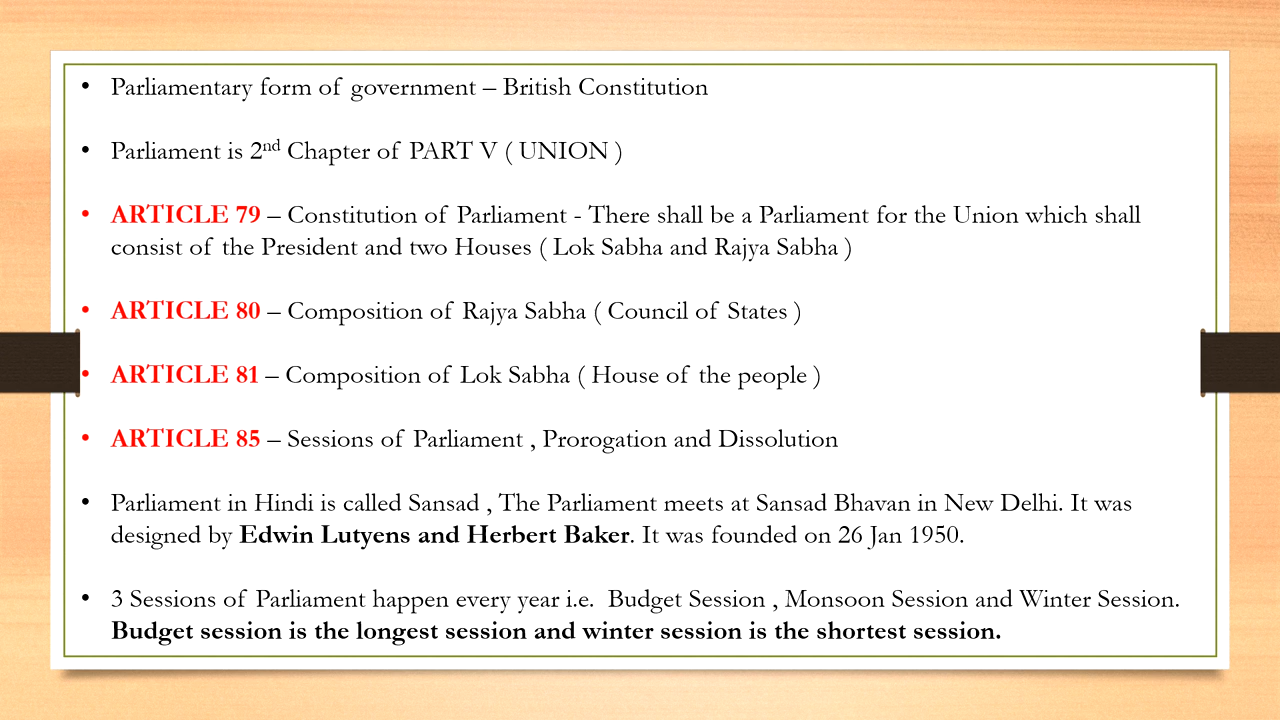 • Parliamentary form of government – British Constitution
• Parliament is 2nd Chapter of PART V ( UNION )
• ARTICLE 79 – Constitution of Parliament - There shall be a Parliament for the Union which shall
consist of the President and two Houses ( Lok Sabha and Rajya Sabha )
• ARTICLE 80 – Composition of Rajya Sabha ( Council of States )
• ARTICLE 81 – Composition of Lok Sabha ( House of the people )
• ARTICLE 85 – Sessions of Parliament , Prorogation and Dissolution
• Parliament in Hindi is called Sansad , The Parliament meets at Sansad Bhavan in New Delhi. It was
designed by Edwin Lutyens and Herbert Baker. It was founded on 26 Jan 1950.
• 3 Sessions of Parliament happen every year i.e. Budget Session , Monsoon Session and Winter Session.
Budget session is the longest session and winter session is the shortest session.